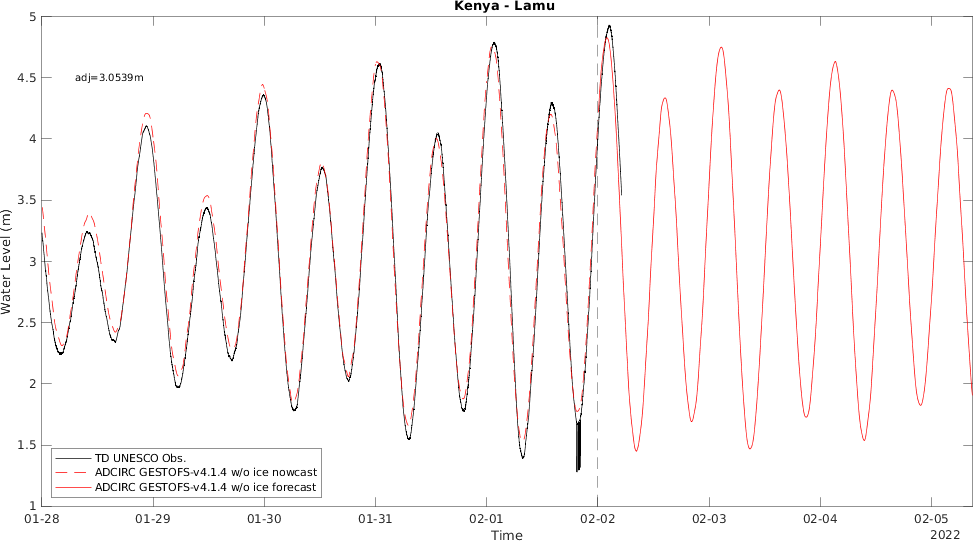 Kenya - Lamu
5
4.5
4
3.5
3
2.5
2
1.5
1
Water Level (m)
adj=3.0539m
TD UNESCO Obs.
ADCIRC GESTOFS-v4.1.4 w/o ice nowcast
ADCIRC GESTOFS-v4.1.4 w/o ice forecast
01-28 01-29 01-30 01-31 02-01 02-02 02-03 02-04 02-05
Time
2022